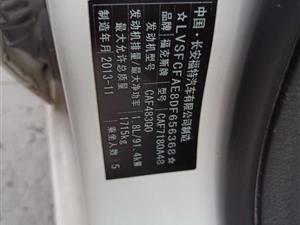 中国·长安福特汽车有限公司制造
☆LVSFCFAE8DF656368☆
品牌:福克斯牌 型号:CAF7180A48
发动机型号 CAF483Q0
发动机排量/最大净功率 1.8L/91.4kW
最大允许总质量 1715kg 乘坐人数 5
制造年月 2013-11